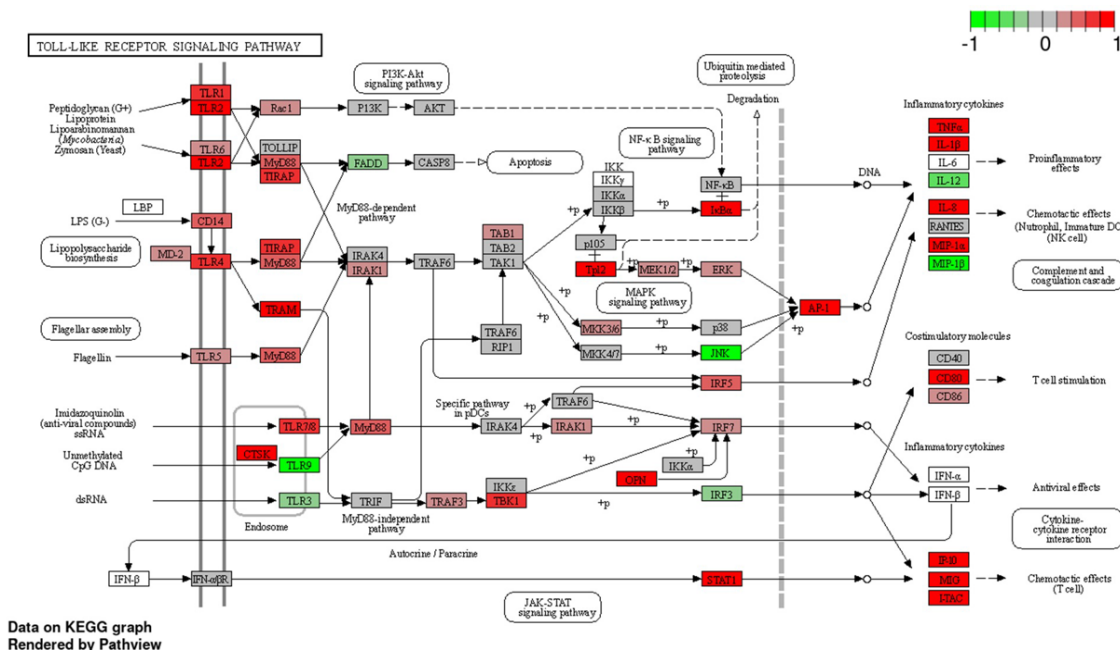 -1 0 1
TOLL-LIKE RECEPTOR SIGNALING PATHWAY
PI3K-Akt
signaling pathway
Ubiquitin mediated
proteolysis
Degradation
Peptidoglycan (G+)
Lipoprotein
Lipoarabinomannan
(Mycobacteria)
Zymosan (Yeast)
TLR1
TLR2
Rac1
PI3K
AKT
TLR6
TLR2
TOLLIP
MyD88
TIRAP
FADD
CASP8
Apoptosis
NF-κB signaling
pathway
IKK
IKKγ
IKKα
IKKβ
+p
NF-κB
IκBα
DNA
Inflammatory cytokines
TNFα
IL-1β
IL-6
IL-12
Proinflammatory
effects
IL-8
RANTES
MIP-1α
MIP-1β
Chemotactic effects
(Nutrophil, Immature DC
(NK cell)
Complement and
coagulation cascade
LBP
LPS (G-)
CD14
MyD88-dependent
pathway
Lipopolysaccharide
biosynthesis
MD-2
TLR4
TIRAP
MyD88
IRAK4
IRAK1
TRAF6
TAB1
TAB2
TAK1
+p
p105
Tpl2
+p
MEK1/2
+p
ERK
MAPK
signaling pathway
TRAM
AP-1
+p
Flagellar assembly
Flagellin
TLR5
MyD88
TRAF6
RIP1
+p
+p
MKK3/6
+p
p38
MKK4/7
+p
JNK
IRF5
Costimulatory molecules
CD40
CD80
CD86
T cell stimulation
Imidazoquinolin
(anti-viral compounds)
ssRNA
TLR7/8
MyD88
Specific pathway
in pDCs
IRAK4
+p
TRAF6
+p
IRAK1
+p
IRF7
Unmethylated
CpG DNA
CTSK
TLR9
IKKα
+p
OPN
Inflammatory cytokines
IFN-α
IFN-β
Antiviral effects
dsRNA
TLR3
Endosome
TRIF
TRAF3
IKKε
TBK1
+p
+p
IRF3
MyD88-independent
pathway
Cytokine-cytokine receptor
interaction
Autocrine / Paracrine
IFN-β
IFN-αβR
STAT1
JAK-STAT
signaling pathway
IP10
MIG
I-TAC
Chemotactic effects
(T cell)
Data on KEGG graph
Rendered by Pathview